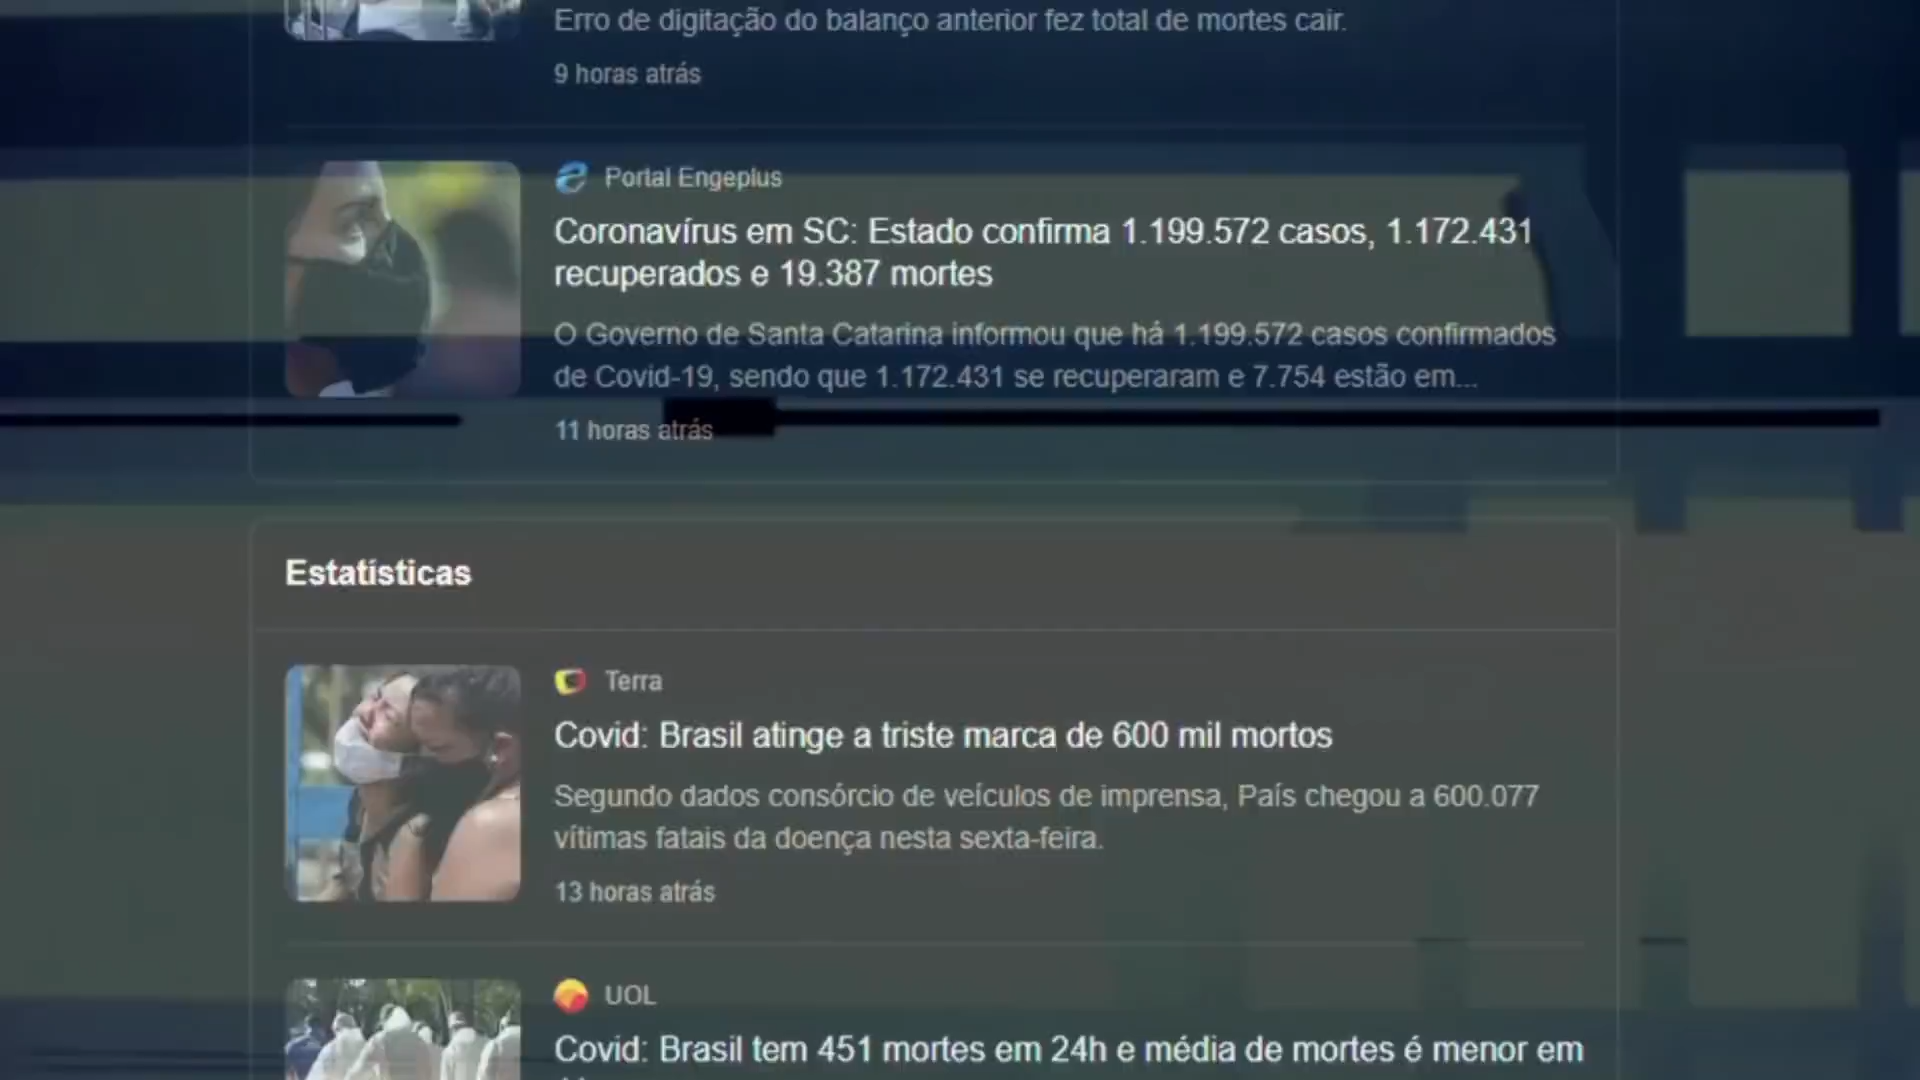 Erro de digitação do balanço anterior fez total de mortes cair.
9 horas atrás
Portal Engeplus
Coronavírus em SC: Estado confirma 1.199.572 casos, 1.172.431
recuperados e 19.387 mortes
O Governo de Santa Catarina informou que há 1.199.572 casos confirmados
de Covid-19, sendo que 1.172.431 se recuperaram e 7.754 estão em...
11 horas atrás
Estatísticas
Terra
Covid: Brasil atinge a triste marca de 600 mil mortos
Segundo dados consórcio de veículos de imprensa, País chegou a 600.077
vítimas fatais da doença nesta sexta-feira.
13 horas atrás
UOL
Covid: Brasil tem 451 mortes em 24h e média de mortes é menor em